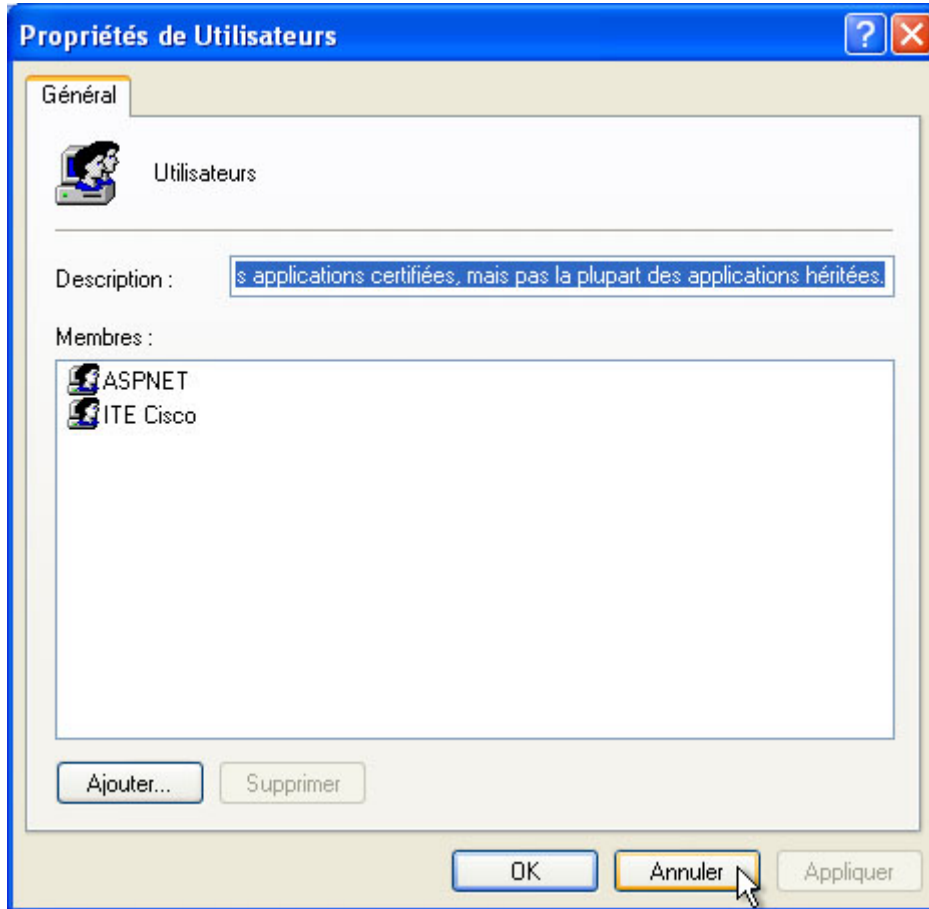 Propriétés de Utilisateurs
Général
Utilisateurs
Description : s applications certifiées, mais pas la plupart des applications héritées.
Membres :
ASPNET
ITE Cisco
Ajouter... Supprimer
OK Annuler Appliquer